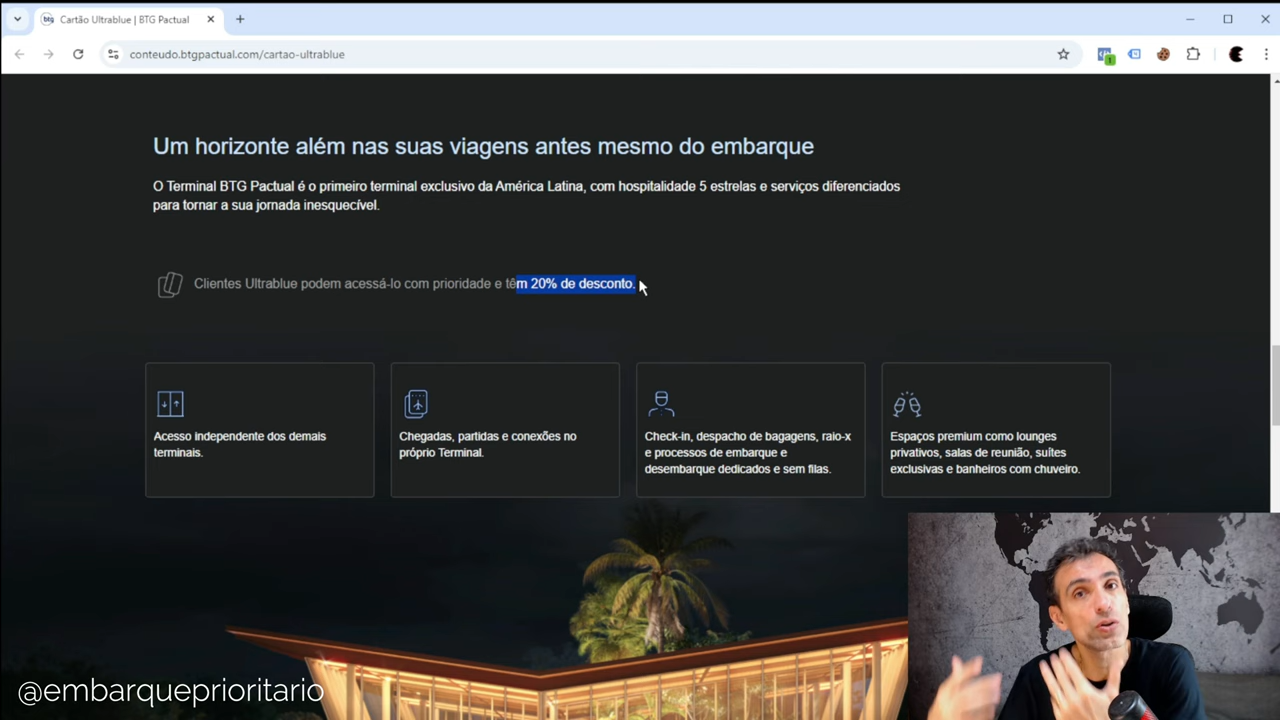 Cartão Ultrablue | BTG Pactual
conteudo.btgpactual.com/cartao-ultrablue
1
Um horizonte além nas suas viagens antes mesmo do embarque
O Terminal BTG Pactual é o primeiro terminal exclusivo da América Latina, com hospitalidade 5 estrelas e serviços diferenciados
para tornar a sua jornada inesquecível.
Clientes Ultrablue podem acessá-lo com prioridade e têm 20% de desconto.
Acesso independente dos demais
terminais.
Chegadas, partidas e conexões no
próprio Terminal.
Check-in, despacho de bagagens, raio-x
e processos de embarque e
desembarque dedicados e sem filas.
Espaços premium como lounges
privativos, salas de reunião, suítes
exclusivas e banheiros com chuveiro.
@embarqueprioritario